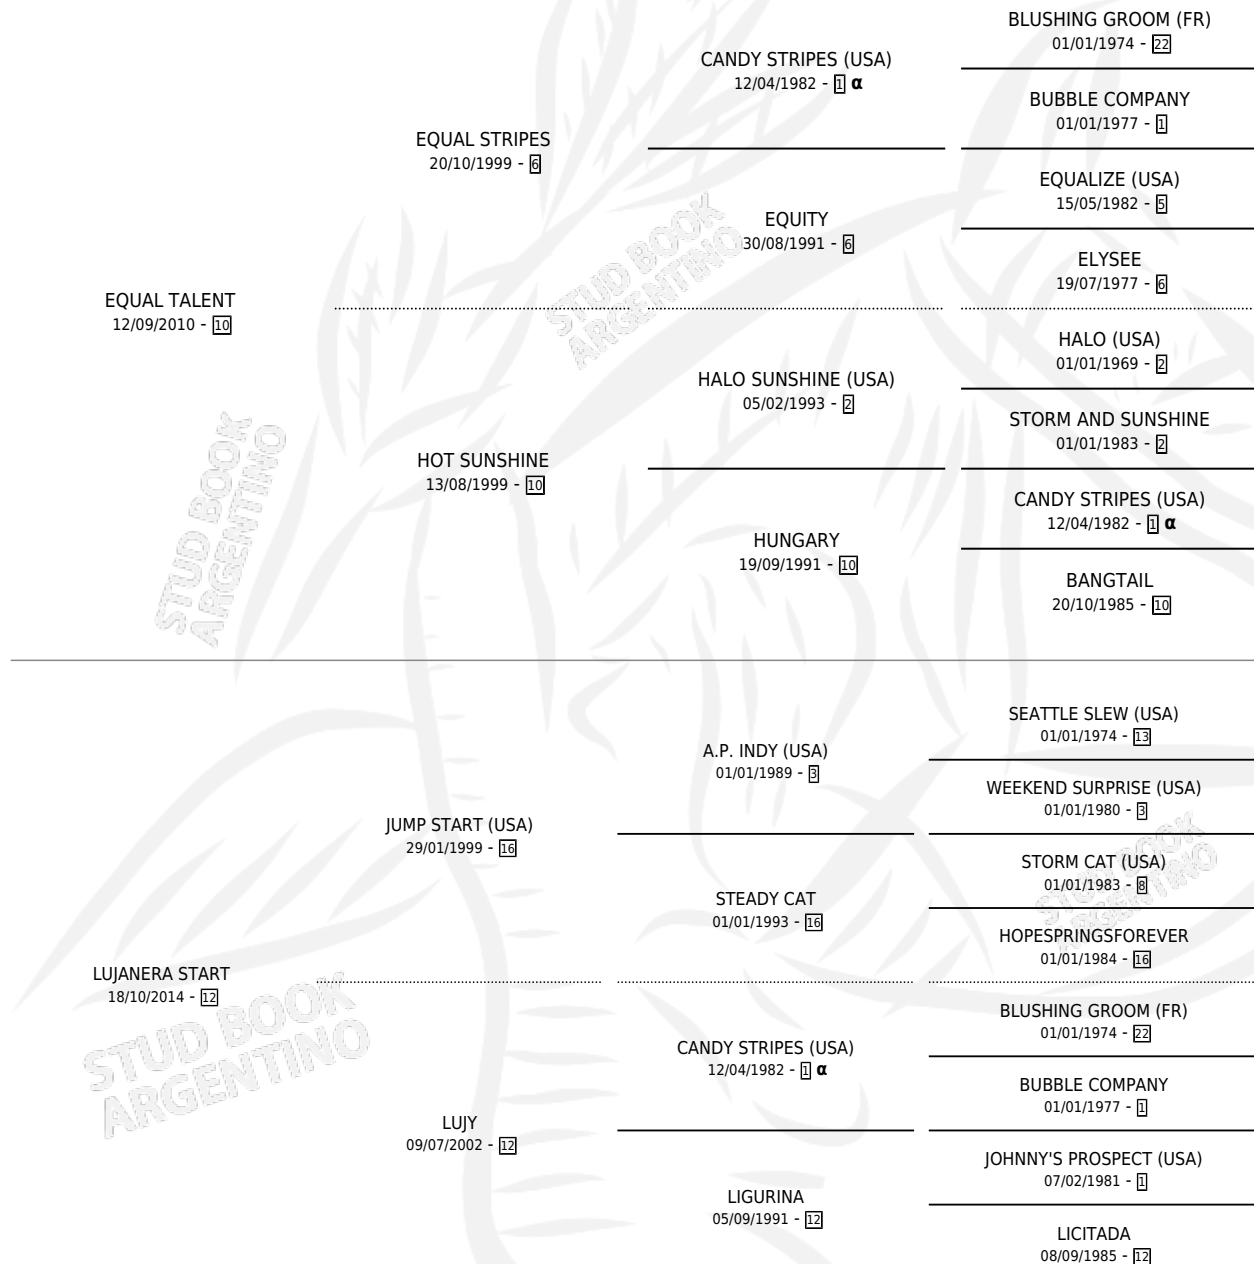 BLUSHING GROOM (FR)
01/01/1974 - 22
CANDY STRIPES (USA)
12/04/1982 - 1 α
BUBBLE COMPANY
01/01/1977 - 1
EQUAL STRIPES
20/10/1999 - 6
EQUALIZE (USA)
15/05/1982 - 5
EQUITY
30/08/1991 - 6
ELYSEE
19/07/1977 - 6
EQUAL TALENT
12/09/2010 - 10
HALO (USA)
01/01/1969 - 2
HALO SUNSHINE (USA)
05/02/1993 - 2
STORM AND SUNSHINE
01/01/1983 - 2
HOT SUNSHINE
13/08/1999 - 10
CANDY STRIPES (USA)
12/04/1982 - 1 α
HUNGARY
19/09/1991 - 10
BANGTAIL
20/10/1985 - 10
SEATTLE SLEW (USA)
01/01/1974 - 13
A.P. INDY (USA)
01/01/1989 - 3
WEEKEND SURPRISE (USA)
01/01/1980 - 3
JUMP START (USA)
29/01/1999 - 16
STORM CAT (USA)
01/01/1983 - 8
STEADY CAT
01/01/1993 - 16
HOPESPRINGSFOREVER
01/01/1984 - 16
LUJANERA START
18/10/2014 - 12
BLUSHING GROOM (FR)
01/01/1974 - 22
CANDY STRIPES (USA)
12/04/1982 - 1 α
BUBBLE COMPANY
01/01/1977 - 1
LUJY
09/07/2002 - 12
JOHNNY'S PROSPECT (USA)
07/02/1981 - 1
LIGURINA
05/09/1991 - 12
LICITADA
08/09/1985 - 12
STUD BOOK
ARGENTINO
STUD BOOK
ARGENTINO
STUD BOOK
ARGENTINO
STUD BOOK
ARGENTINO